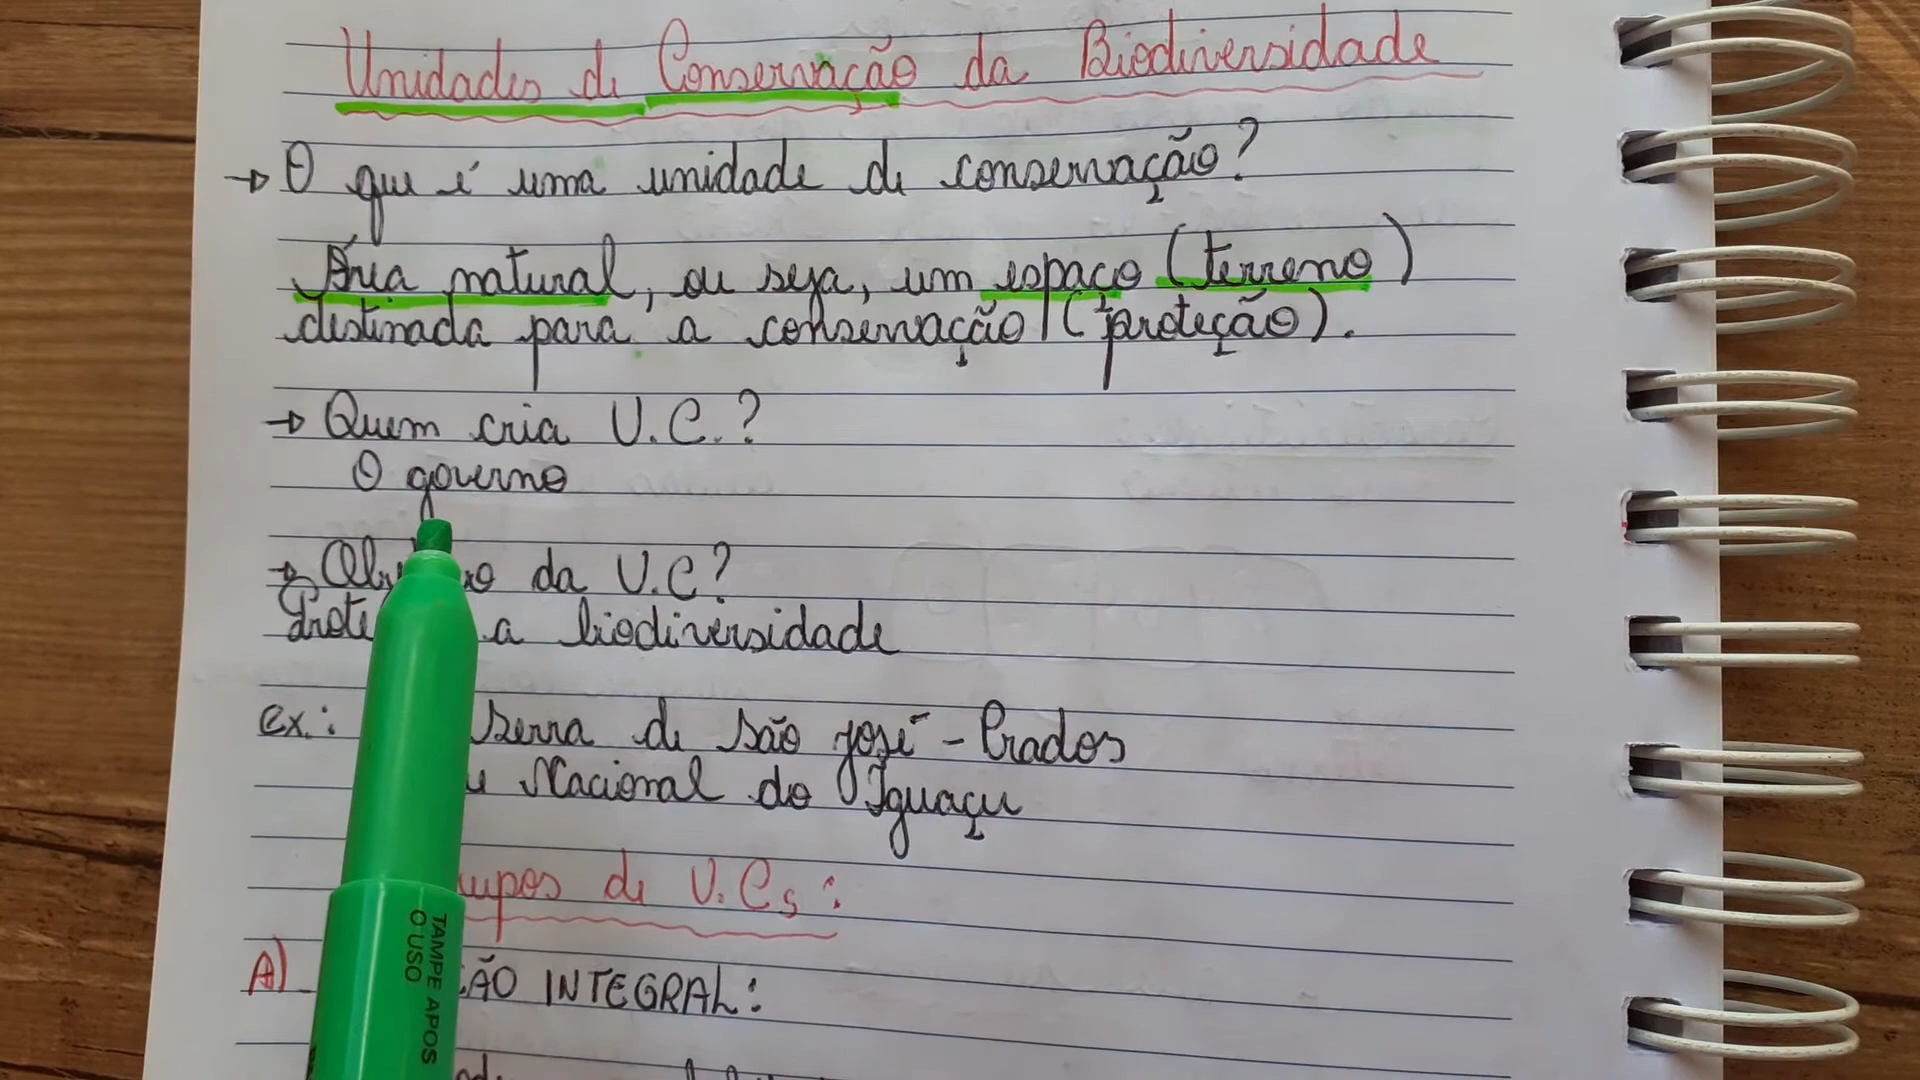 Unidades de Conservação da Biodiversidade
→ O que é uma unidade de conservação?
Área natural, ou seja, um espaço (terreno)
destinada para a conservação (proteção).
→ Quem cria U.C.?
O governo
→ da U.C?
a biodiversidade
Ex.: Serra de São José - Prados
Nacional do Iguaçu
de U.Cs:
A) INTEGRAL:
TAMPE APOS
O USO